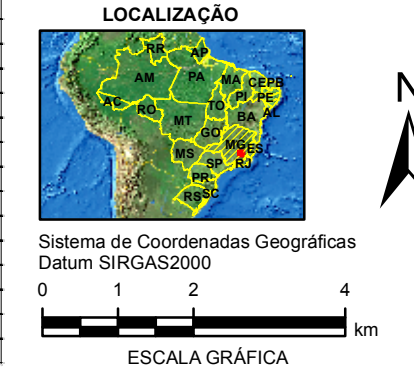 LOCALIZAÇÃO
RR AP
AM PA MA CE PB
PI PE
AC RO TO AL
MT BA
GO
MG ES
MS SP RJ
PR
RS SC
N
Sistema de Coordenadas Geográficas
Datum SIRGAS2000
0 1 2 4
km
ESCALA GRÁFICA